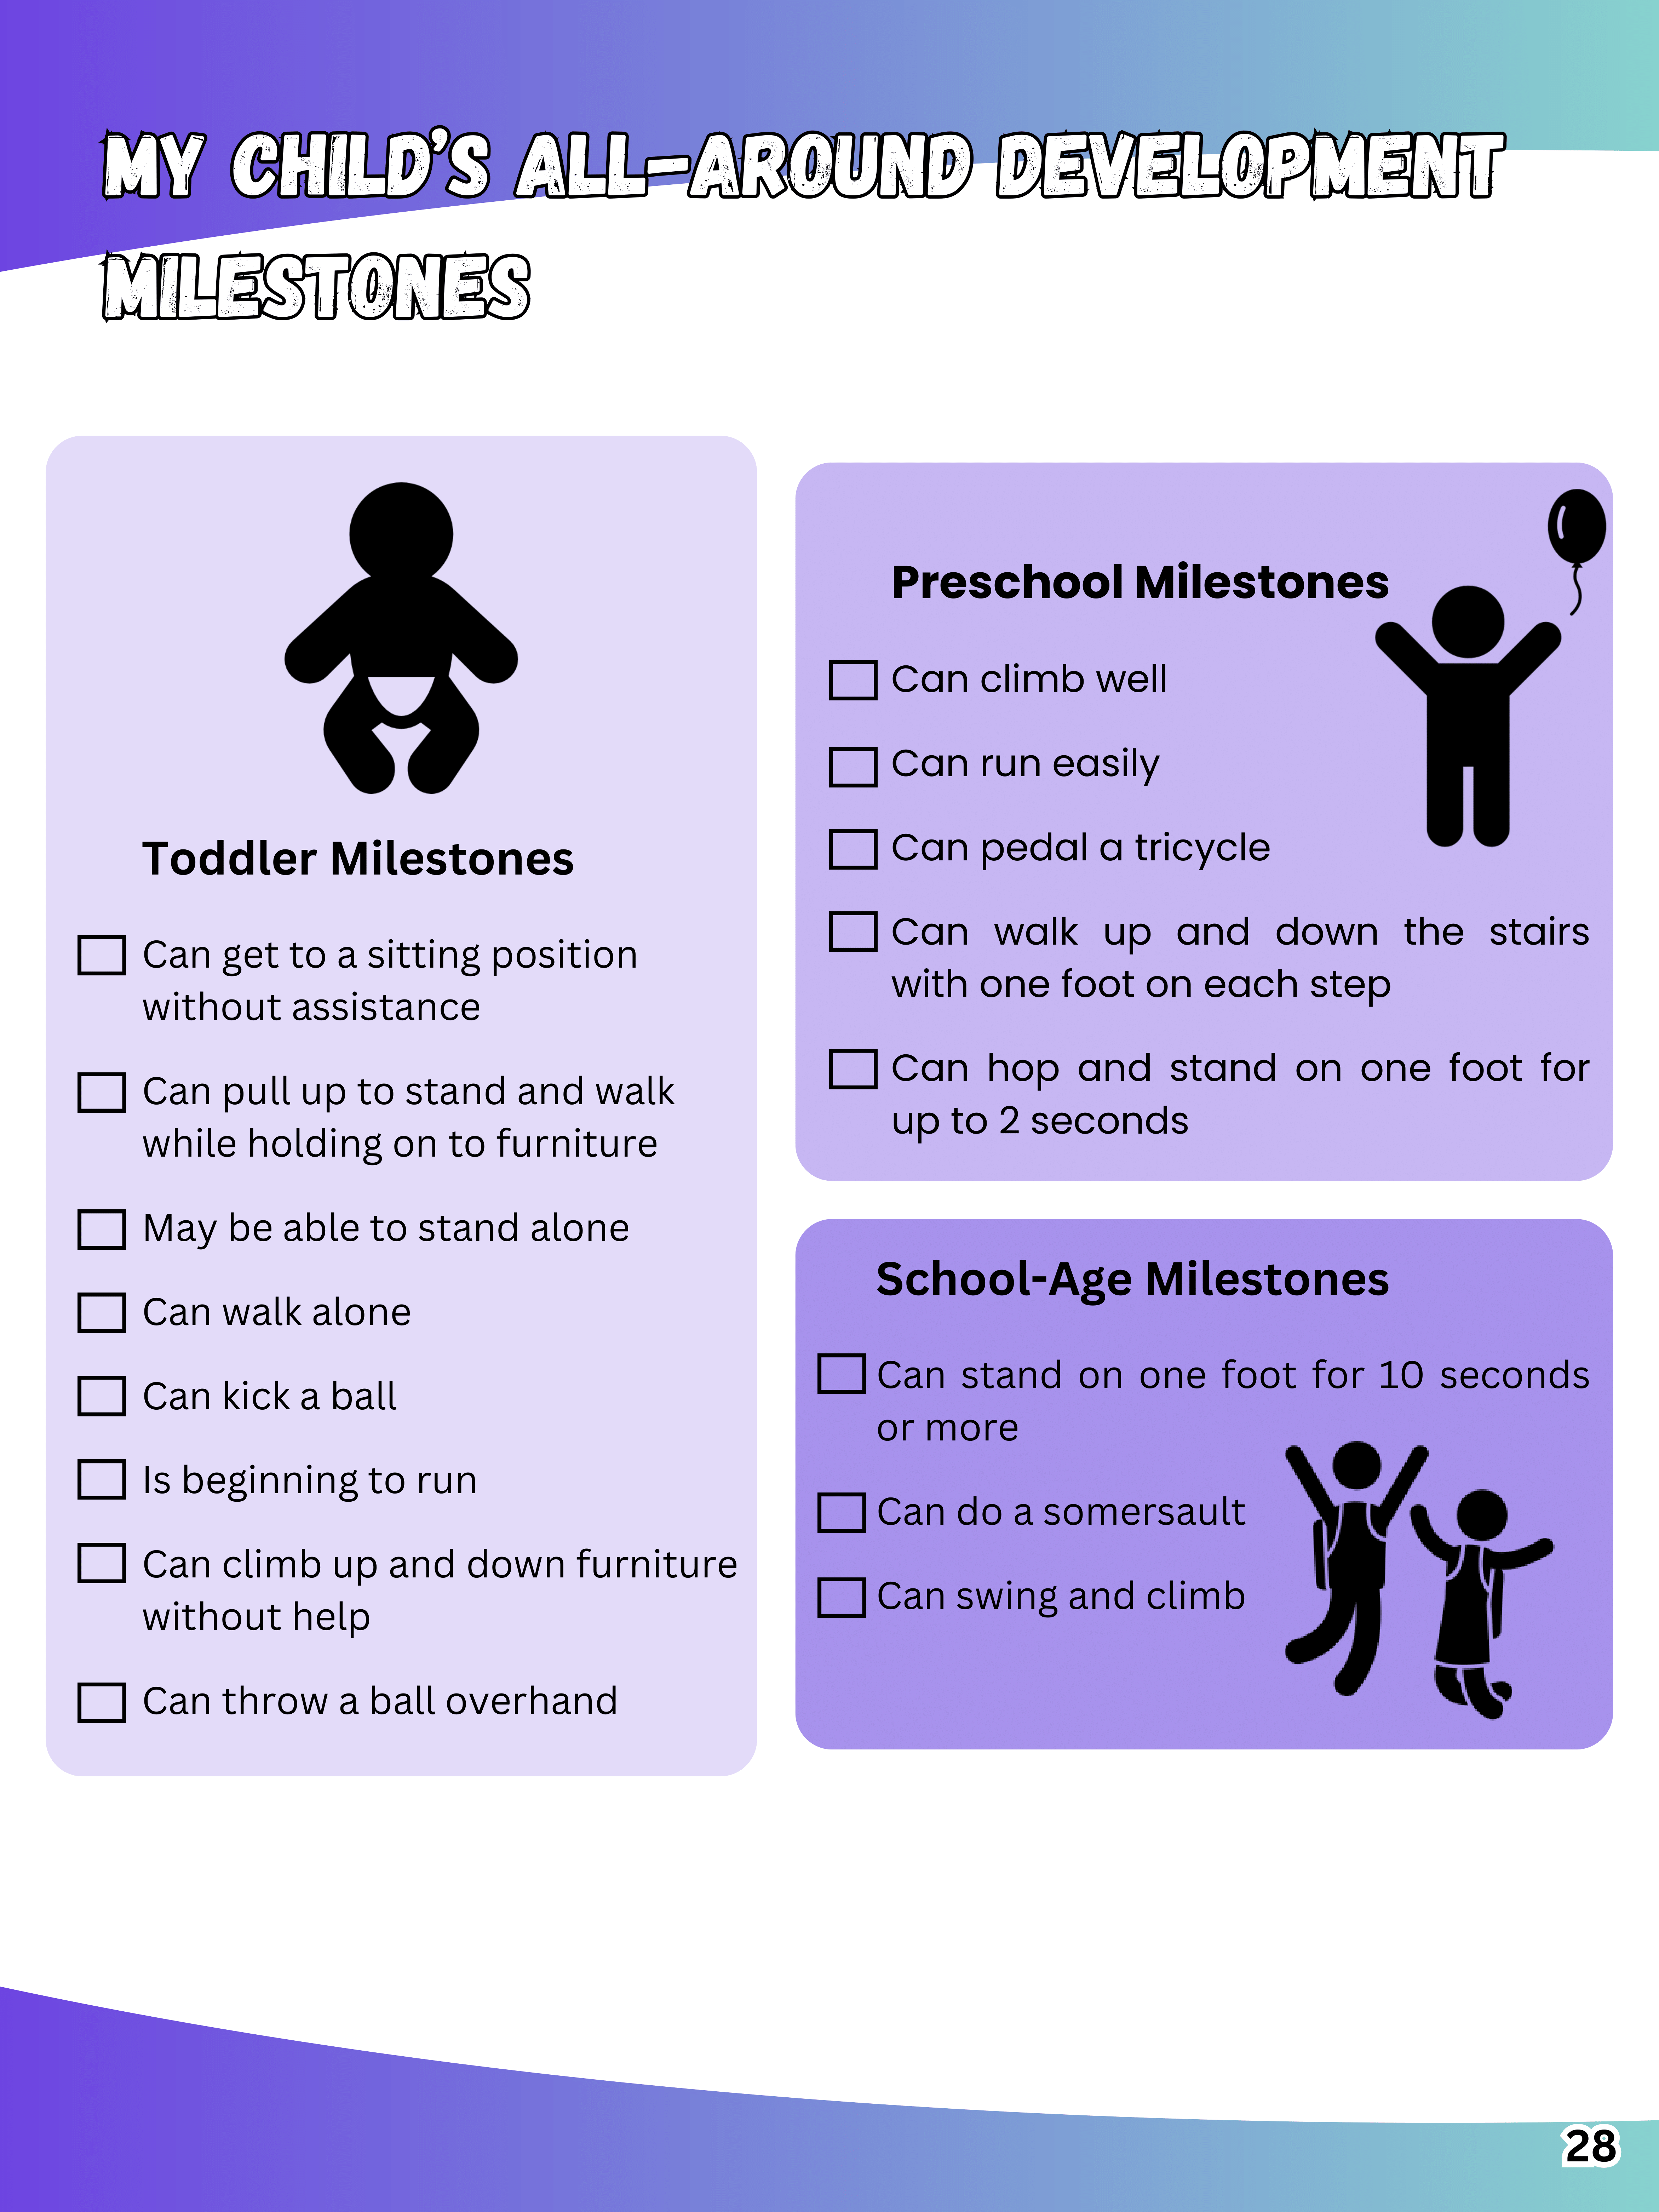 MY CHILD'S ALL-AROUND DEVELOPMENT
MILESTONES
Toddler Milestones
Can get to a sitting position
without assistance
Can pull up to stand and walk
while holding on to furniture
May be able to stand alone
Can walk alone
Can kick a ball
Is beginning to run
Can climb up and down furniture
without help
Can throw a ball overhand
Preschool Milestones
Can climb well
Can run easily
Can pedal a tricycle
Can walk up and down the stairs
with one foot on each step
Can hop and stand on one foot for
up to 2 seconds
School-Age Milestones
Can stand on one foot for 10 seconds
or more
Can do a somersault
Can swing and climb
28